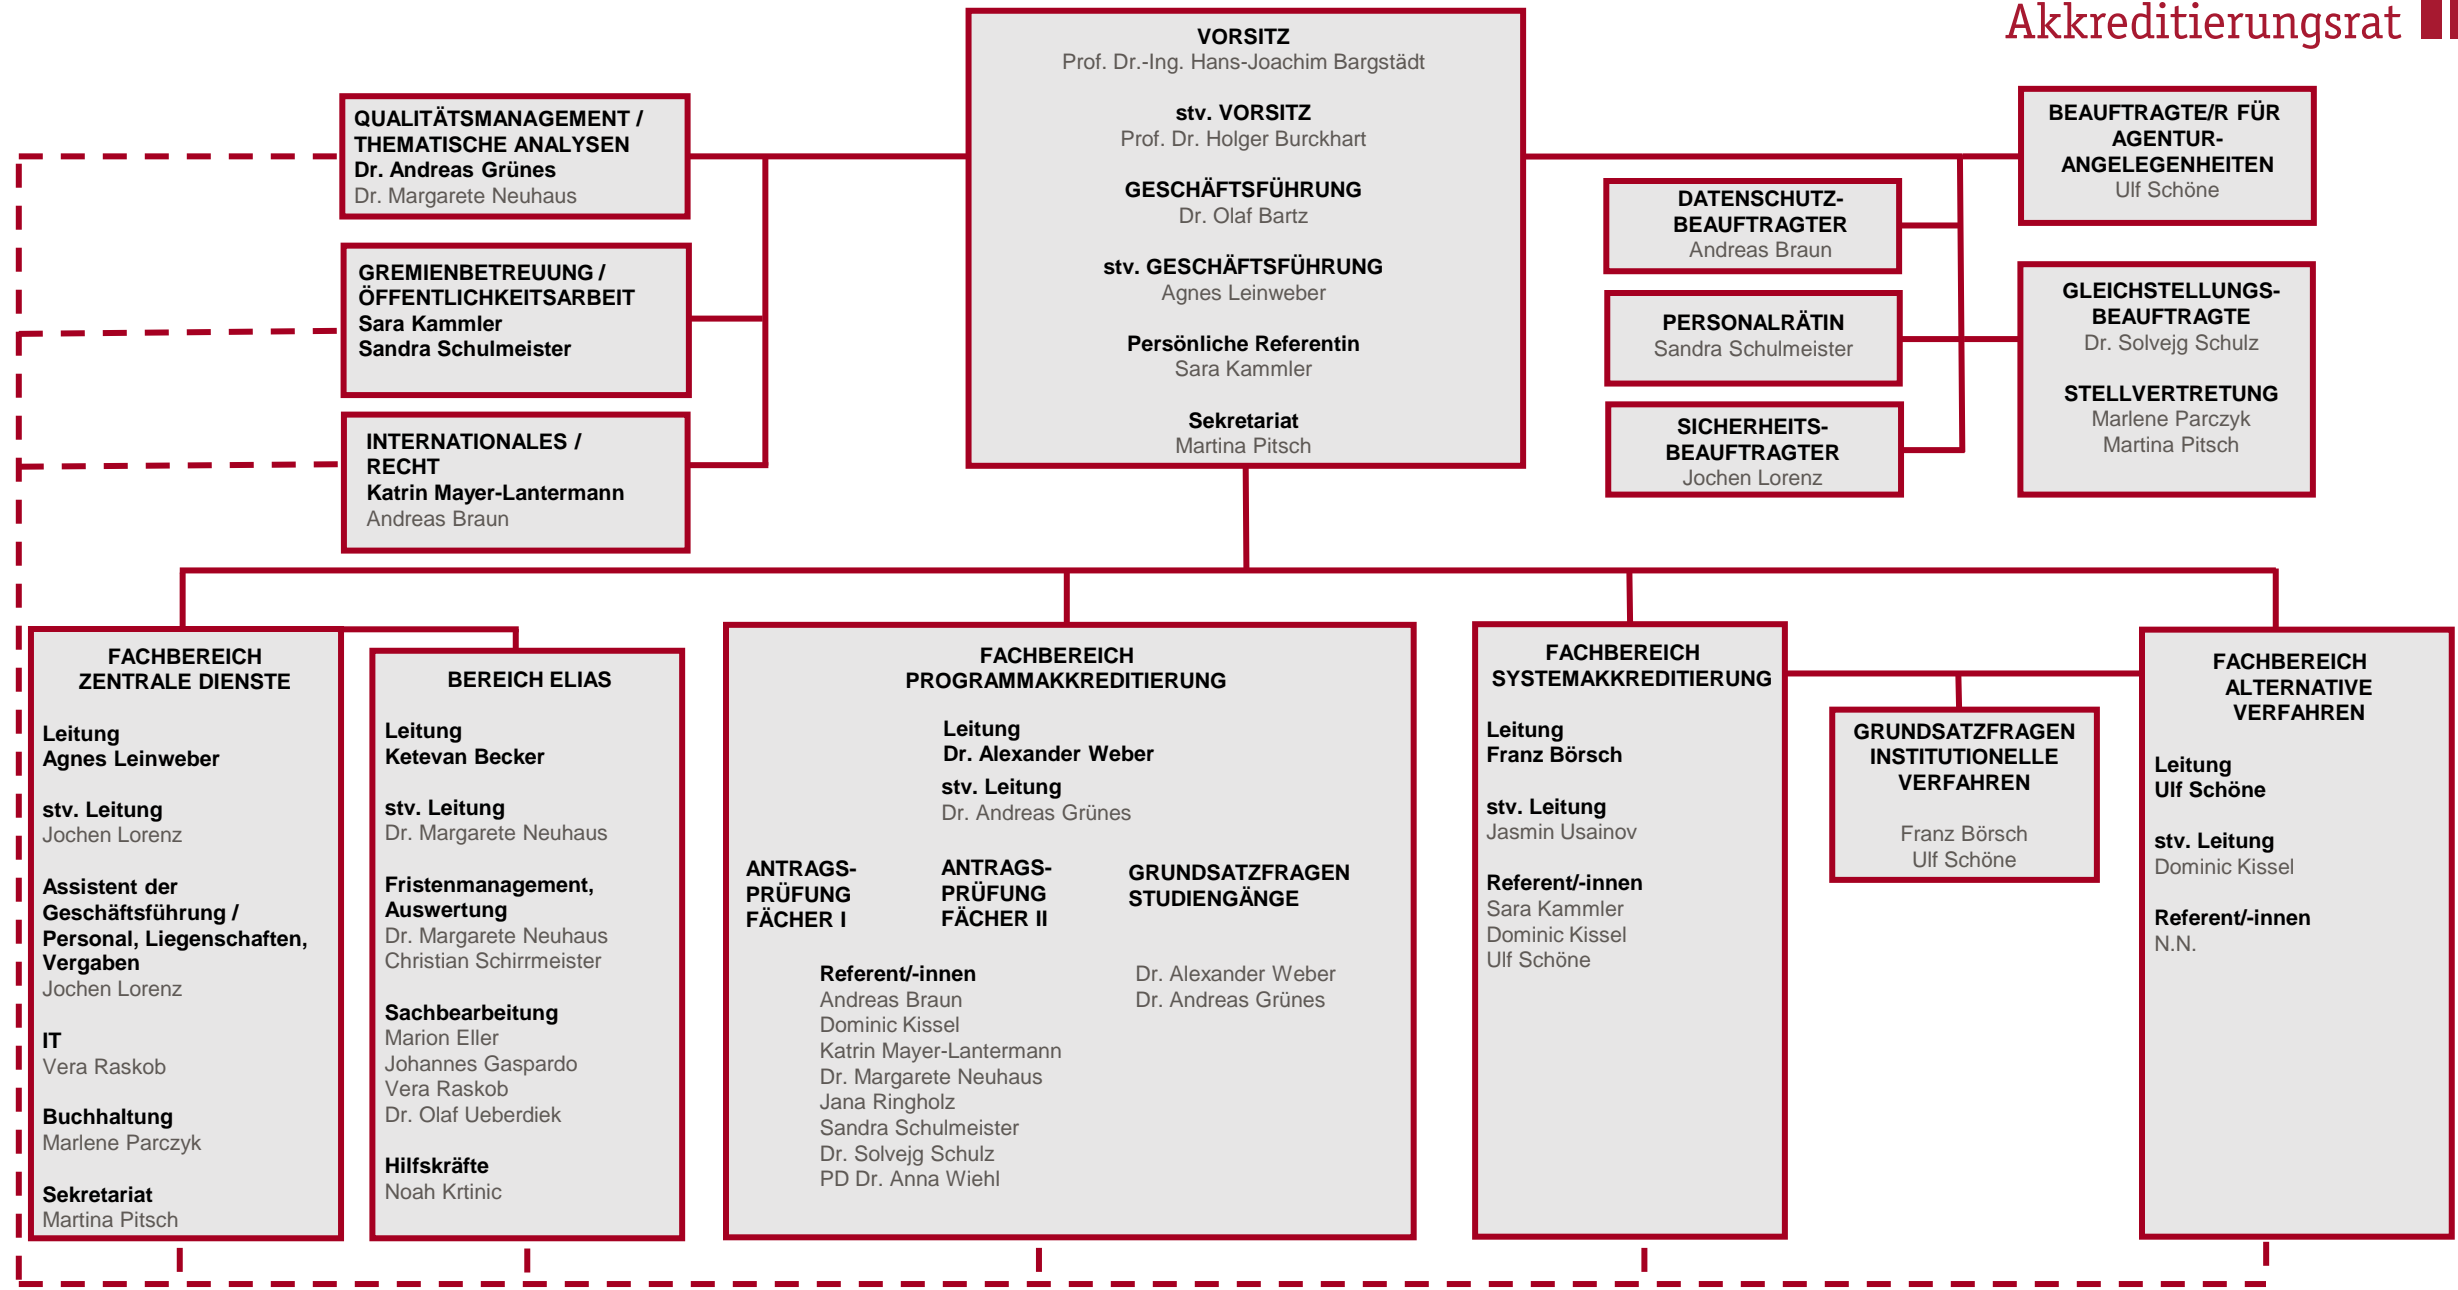 Akkreditierungsrat
VORSITZ
Prof. Dr.-Ing. Hans-Joachim Bargstädt
stv. VORSITZ
Prof. Dr. Holger Burckhart
GESCHÄFTSFÜHRUNG
Dr. Olaf Bartz
stv. GESCHÄFTSFÜHRUNG
Agnes Leinweber
Persönliche Referentin
Sara Kammler
Sekretariat
Martina Pitsch
QUALITÄTSMANAGEMENT /
THEMATISCHE ANALYSEN
Dr. Andreas Grünes
Dr. Margarete Neuhaus
GREMIENBETREUUNG /
ÖFFENTLICHKEITSARBEIT
Sara Kammler
Sandra Schulmeister
INTERNATIONALES /
RECHT
Katrin Mayer-Lantermann
Andreas Braun
DATENSCHUTZ-
BEAUFTRAGTER
Andreas Braun
PERSONALRÄTIN
Sandra Schulmeister
SICHERHEITS-
BEAUFTRAGTER
Jochen Lorenz
BEAUFTRAGTE/R FÜR
AGENTUR-
ANGELEGENHEITEN
Ulf Schöne
GLEICHSTELLUNGS-
BEAUFTRAGTE
Dr. Solvejg Schulz
STELLVERTRETUNG
Marlene Parczyk
Martina Pitsch
FACHBEREICH
ZENTRALE DIENSTE
Leitung
Agnes Leinweber
stv. Leitung
Jochen Lorenz
Assistent der
Geschäftsführung /
Personal, Liegenschaften,
Vergaben
Jochen Lorenz
IT
Vera Raskob
Buchhaltung
Marlene Parczyk
Sekretariat
Martina Pitsch
BEREICH ELIAS
Leitung
Ketevan Becker
stv. Leitung
Dr. Margarete Neuhaus
Fristenmanagement,
Auswertung
Dr. Margarete Neuhaus
Christian Schirrmeister
Sachbearbeitung
Marion Eller
Johannes Gaspardo
Vera Raskob
Dr. Olaf Ueberdiek
Hilfskräfte
Noah Krtinic
FACHBEREICH
PROGRAMMAKKREDITIERUNG
Leitung
Dr. Alexander Weber
stv. Leitung
Dr. Andreas Grünes
ANTRAGS-
PRÜFUNG
FÄCHER I
ANTRAGS-
PRÜFUNG
FÄCHER II
GRUNDSATZFRAGEN
STUDIENGÄNGE
Referent/-innen
Andreas Braun
Dominic Kissel
Katrin Mayer-Lantermann
Dr. Margarete Neuhaus
Jana Ringholz
Sandra Schulmeister
Dr. Solvejg Schulz
PD Dr. Anna Wiehl
Dr. Alexander Weber
Dr. Andreas Grünes
FACHBEREICH
SYSTEMAKKREDITIERUNG
Leitung
Franz Börsch
stv. Leitung
Jasmin Usainov
Referent/-innen
Sara Kammler
Dominic Kissel
Ulf Schöne
GRUNDSATZFRAGEN
INSTITUTIONELLE
VERFAHREN
Franz Börsch
Ulf Schöne
FACHBEREICH
ALTERNATIVE
VERFAHREN
Leitung
Ulf Schöne
stv. Leitung
Dominic Kissel
Referent/-innen
N.N.